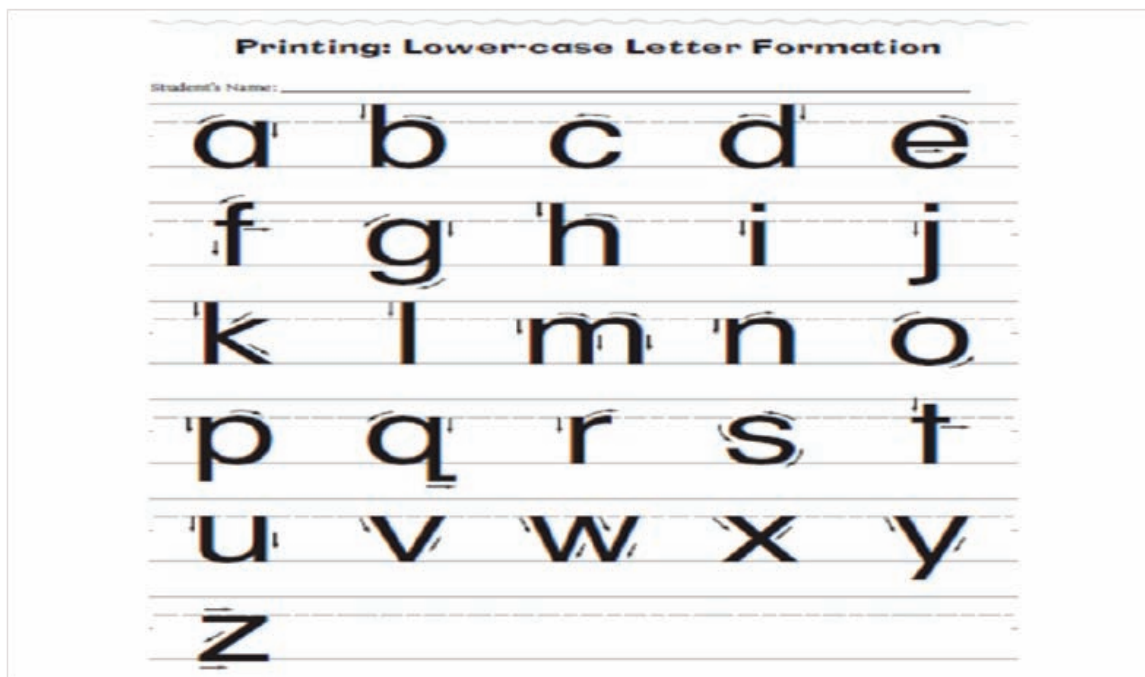 Printing: Lower-case Letter Formation
Student's Name:
a b c d e
f g h i j
k l m n o
p q r s t
u v w x y
z